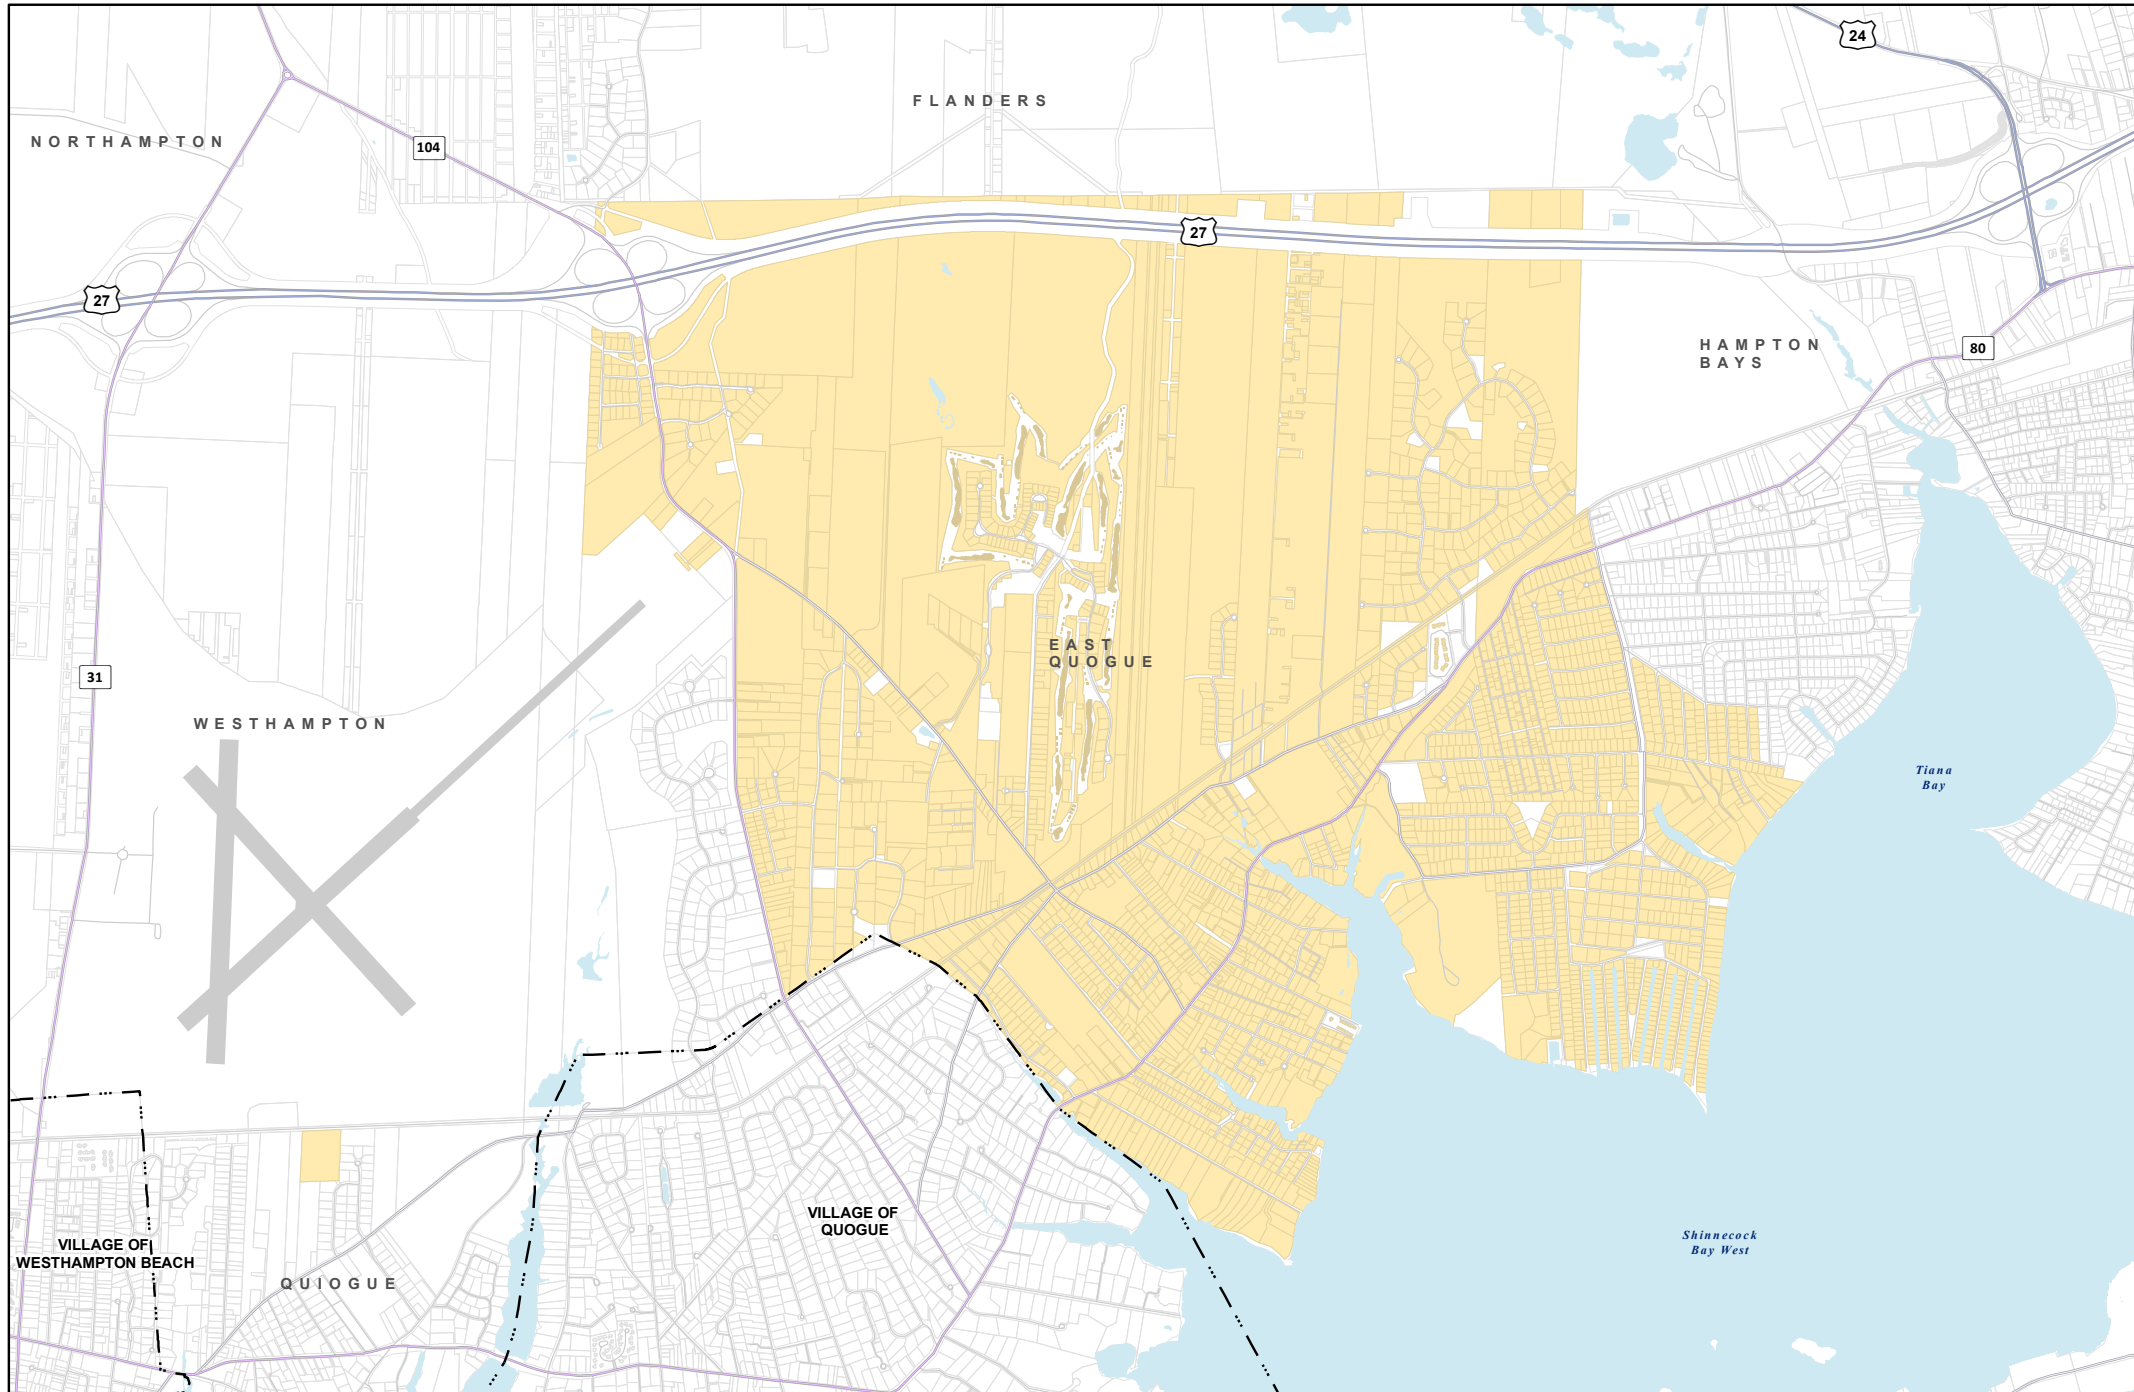 24
FLANDERS
NORTHAMPTON
104
27
27
HAMPTON
BAYS
80
EAST
QUOGUE
31
WESTHAMPTON
Tiana
Bay
VILLAGE OF
QUOGUE
Shinnecock
Bay West
VILLAGE OF
WESTHAMPTON BEACH
QUIOGUE